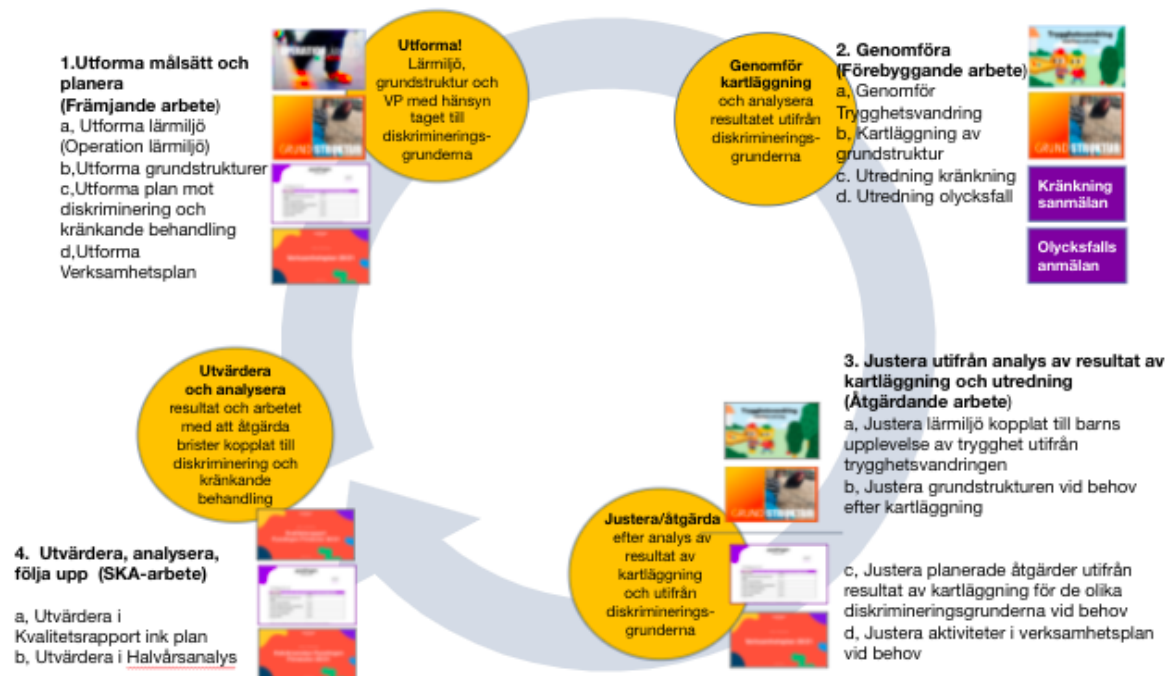 1.Utforma målsätt och
planera
(Främjande arbete)
a, Utforma lärmiljö
(Operation lärmiljö)
b,Utforma grundstrukturer
c,Utforma plan mot
diskriminering och
kränkande behandling
d,Utforma
Verksamhetsplan
OPERATION
GRUNDSTRUKTUR
Utforma!
Lärmiljö,
grundstruktur och
VP med hänsyn
taget till
diskriminerings-
grunderna
Genomför
kartläggning
och analysera
resultatet utifrån
diskriminerings-
grunderna
2. Genomföra
(Förebyggande arbete)
a, Genomför
Trygghetsvandring
b, Kartläggning av
grundstruktur
c. Utredning kränkning
d. Utredning olycksfall
Trygghetsvandring
GRUNDSTRUKTUR
Kränkning
sanmälan
Olycksfalls
anmälan
3. Justera utifrån analys av resultat av
kartläggning och utredning
(Åtgärdande arbete)
a, Justera lärmiljö kopplat till barns
upplevelse av trygghet utifrån
trygghetsvandringen
b, Justera grundstrukturen vid behov
efter kartläggning
c, Justera planerade åtgärder utifrån
resultat av kartläggning för de olika
diskrimineringsgrunderna vid behov
d, Justera aktiviteter i verksamhetsplan
vid behov
Trygghetsvandring
GRUNDSTRUKTUR
Justera/åtgärda
efter analys av
resultat av
kartläggning
och utifrån
diskriminerings-
grunderna
Utvärdera
och analysera
resultat och arbetet
med att åtgärda
brister kopplat till
diskriminering och
kränkande
behandling
4. Utvärdera, analysera,
följa upp (SKA-arbete)
a, Utvärdera i
Kvalitetsrapport ink plan
b, Utvärdera i Halvårsanalys